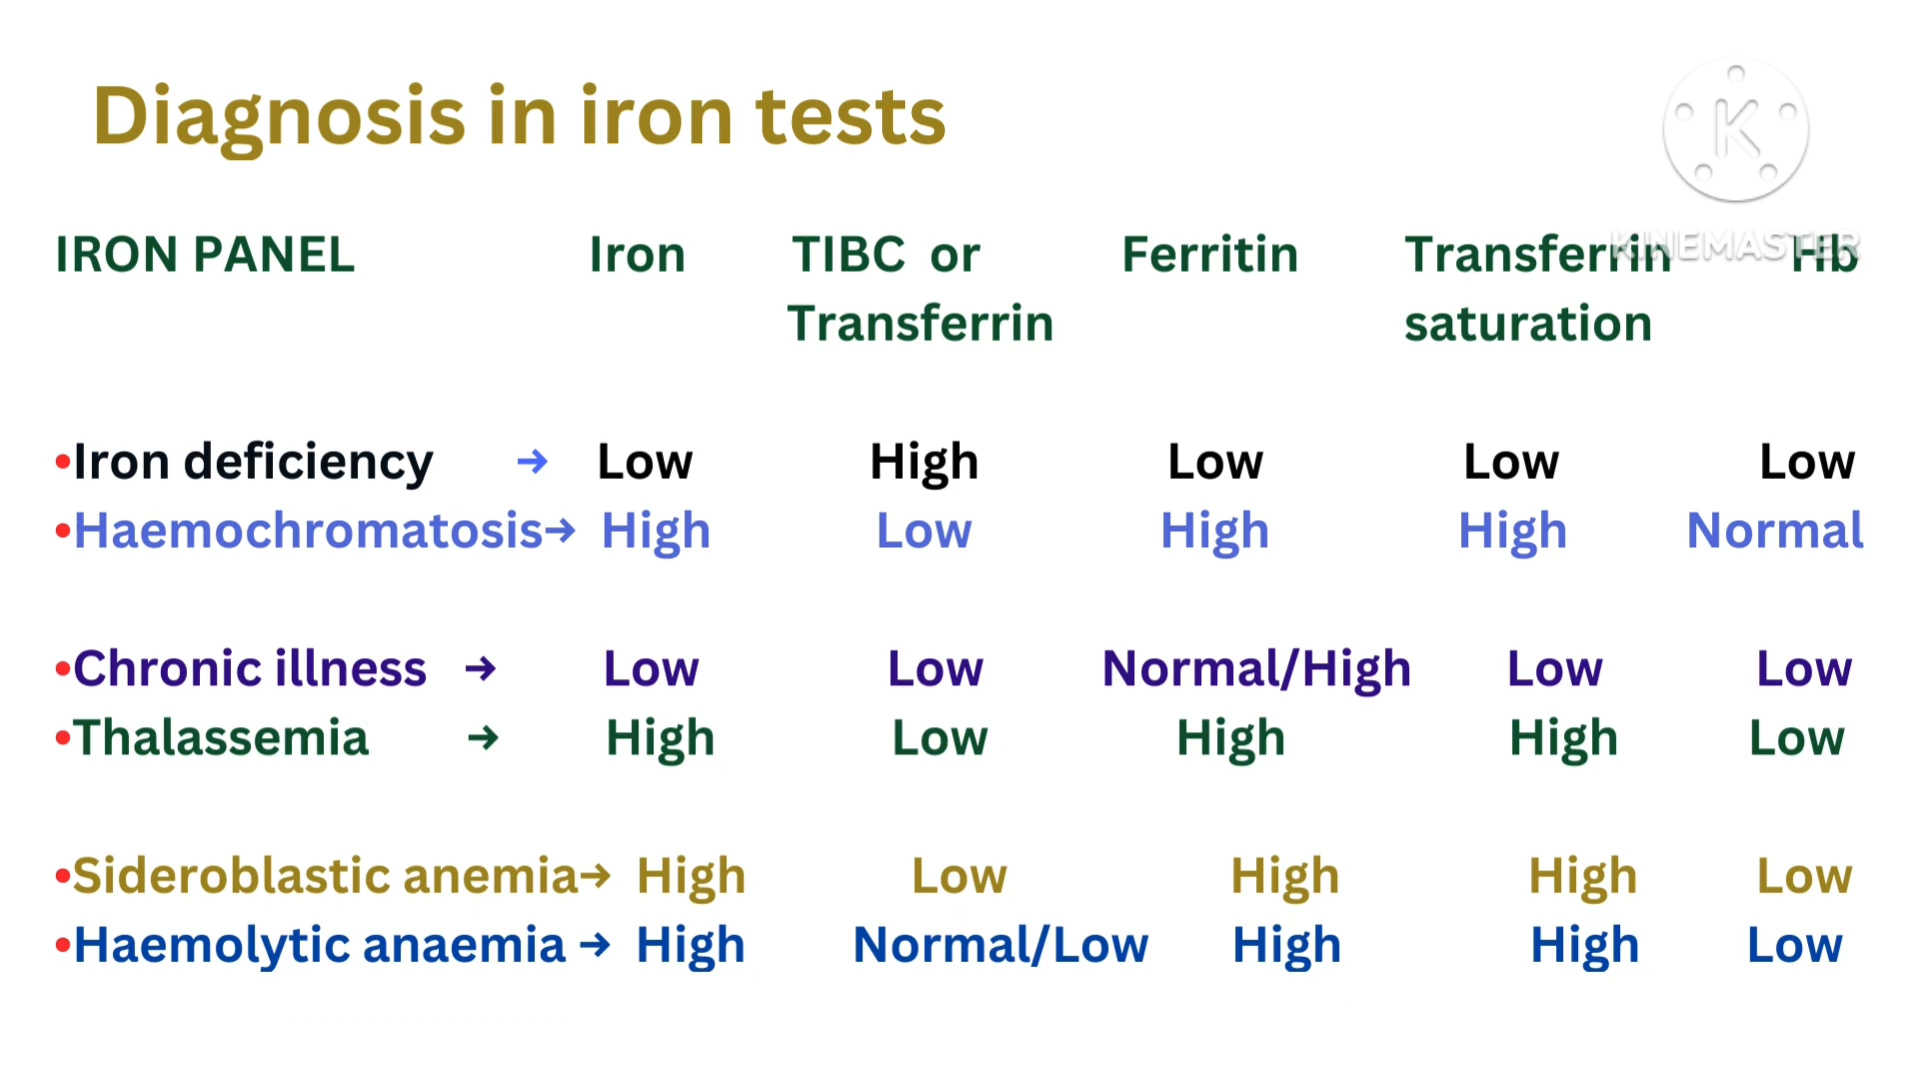 Diagnosis in iron tests
K
KINEMASTER
IRON PANEL Iron TIBC or Ferritin Transferrin Hb
Transferrin saturation
•Iron deficiency → Low High Low Low Low
•Haemochromatosis→ High Low High High Normal
•Chronic illness → Low Low Normal/High Low Low
•Thalassemia → High Low High High Low
•Sideroblastic anemia→ High Low High High Low
•Haemolytic anaemia → High Normal/Low High High Low